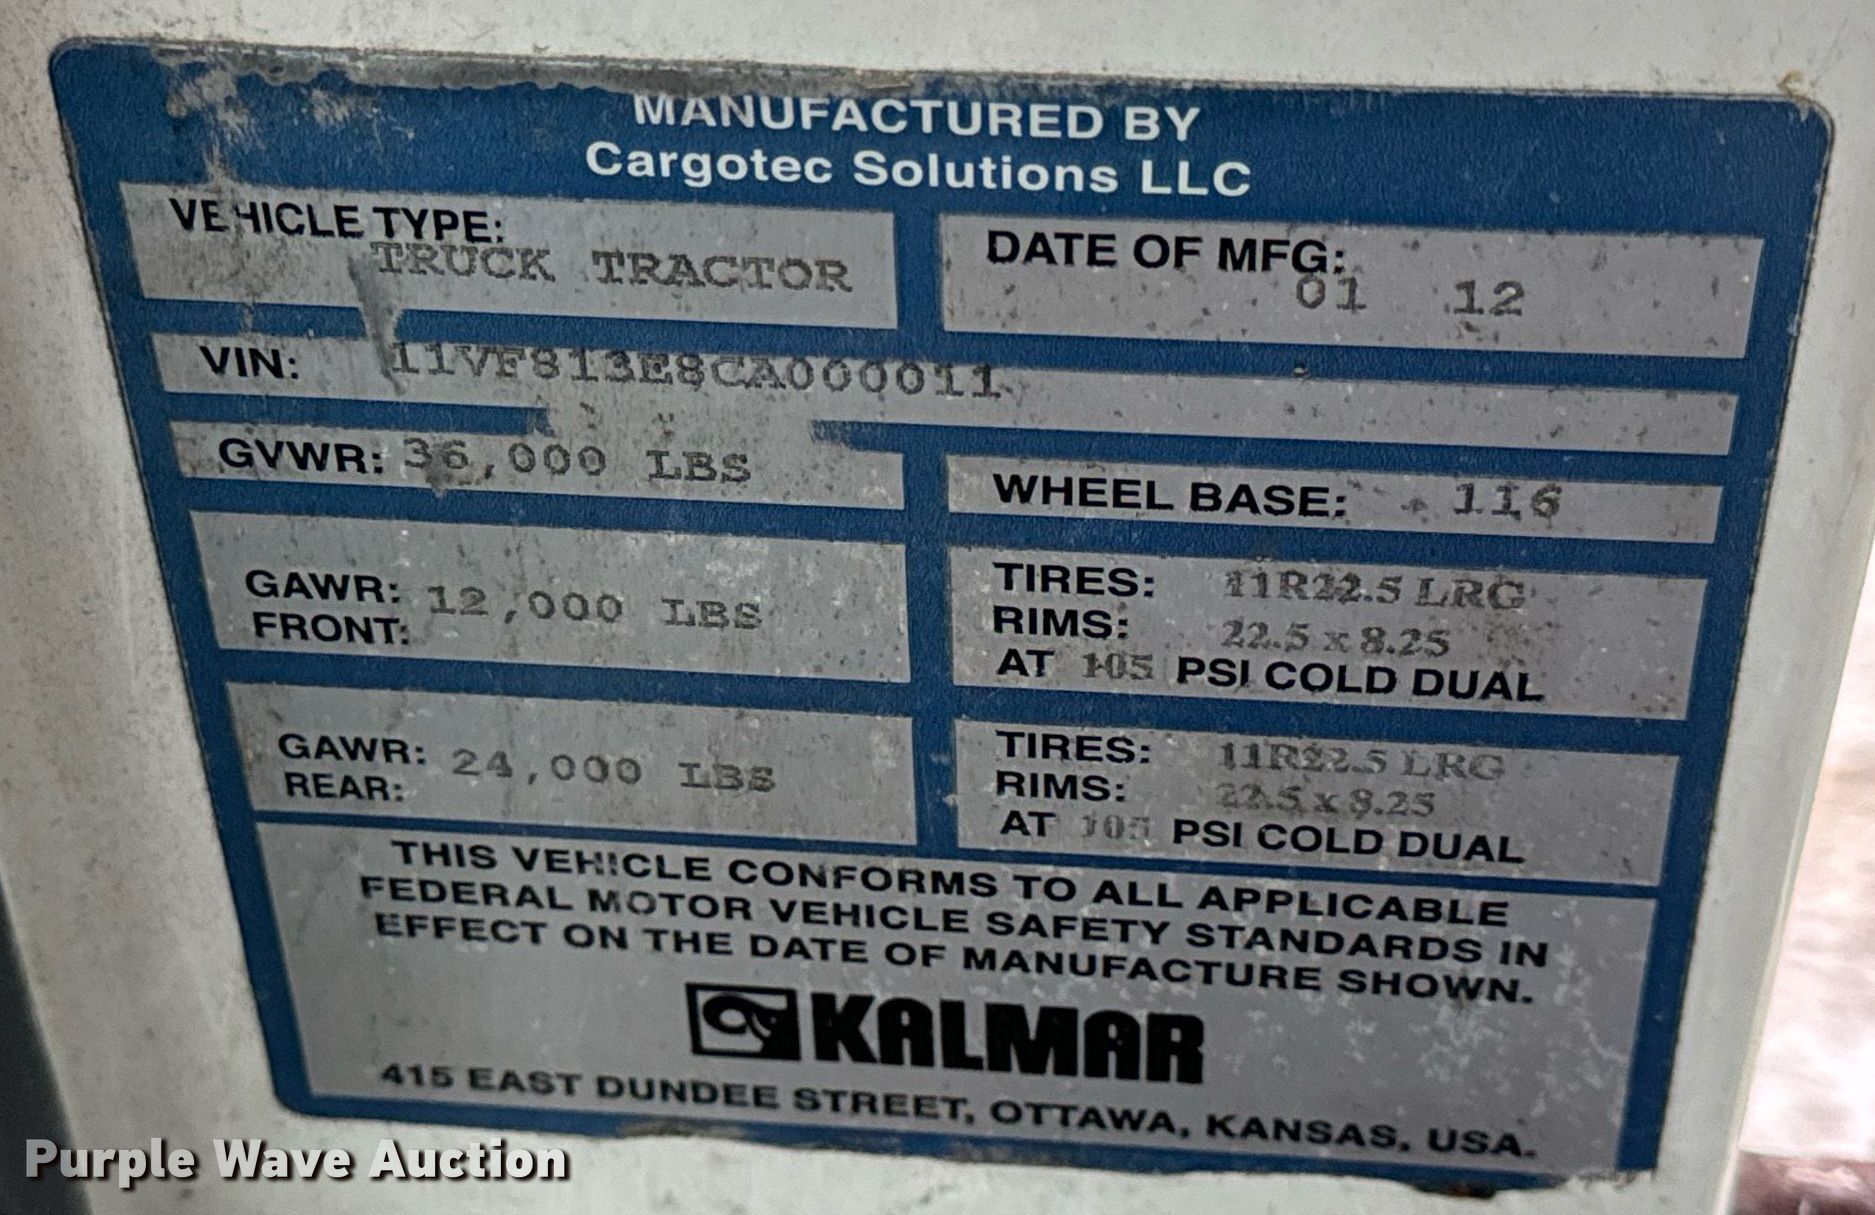 MANUFACTURED BY
Cargotec Solutions LLC
VEHICLE TYPE:
TRUCK TRACTOR
DATE OF MFG:
01 12
VIN: 11VF813E8CA000011
GVWR: 36,000 LBS
WHEEL BASE: 116
GAWR: 12,000 LBS
FRONT:
TIRES: 11R22.5 LRG
RIMS: 22.5 x 8.25
AT 105 PSI COLD DUAL
GAWR: 24,000 LBS
REAR:
TIRES: 11R22.5 LRG
RIMS: 22.5 x 8.25
AT 105 PSI COLD DUAL
THIS VEHICLE CONFORMS TO ALL APPLICABLE
FEDERAL MOTOR VEHICLE SAFETY STANDARDS IN
EFFECT ON THE DATE OF MANUFACTURE SHOWN.
KALMAR
415 EAST DUNDEE STREET, OTTAWA, KANSAS, USA.
Purple Wave Auction